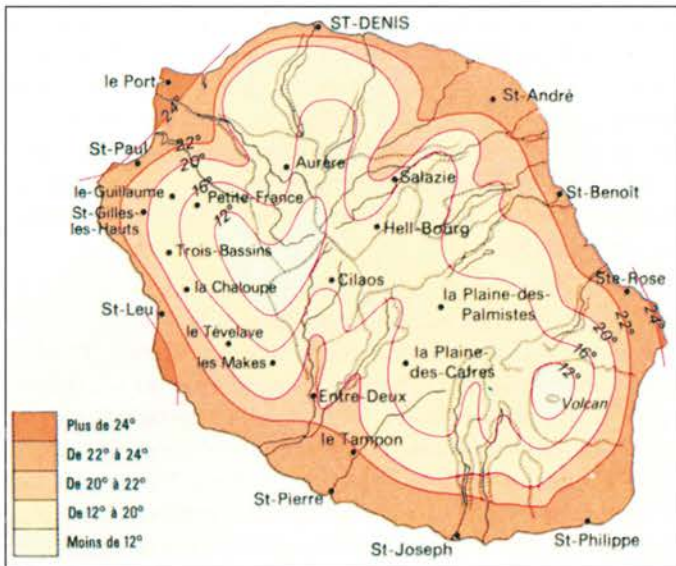 ST-DENIS
le Port
St-André
24°
St-Paul
22°
20°
Aurère
Salazie
16°
le-Guillaume
Petite-France
St-Benoît
St-Gilles-
les-Hauts
12°
Hell-Bourg
Trois-Bassins
Cilaos
Ste-Rose
la Chaloupe
la Plaine-des-
Palmistes
24°
St-Leu
22°
20°
le Tévelave
16°
les Makes
la Plaine-
des-Cafres
12°
Volcan
Entre-Deux
Plus de 24°
De 22° à 24°
le Tampon
De 20° à 22°
St-Pierre
De 12° à 20°
St-Philippe
Moins de 12°
St-Joseph